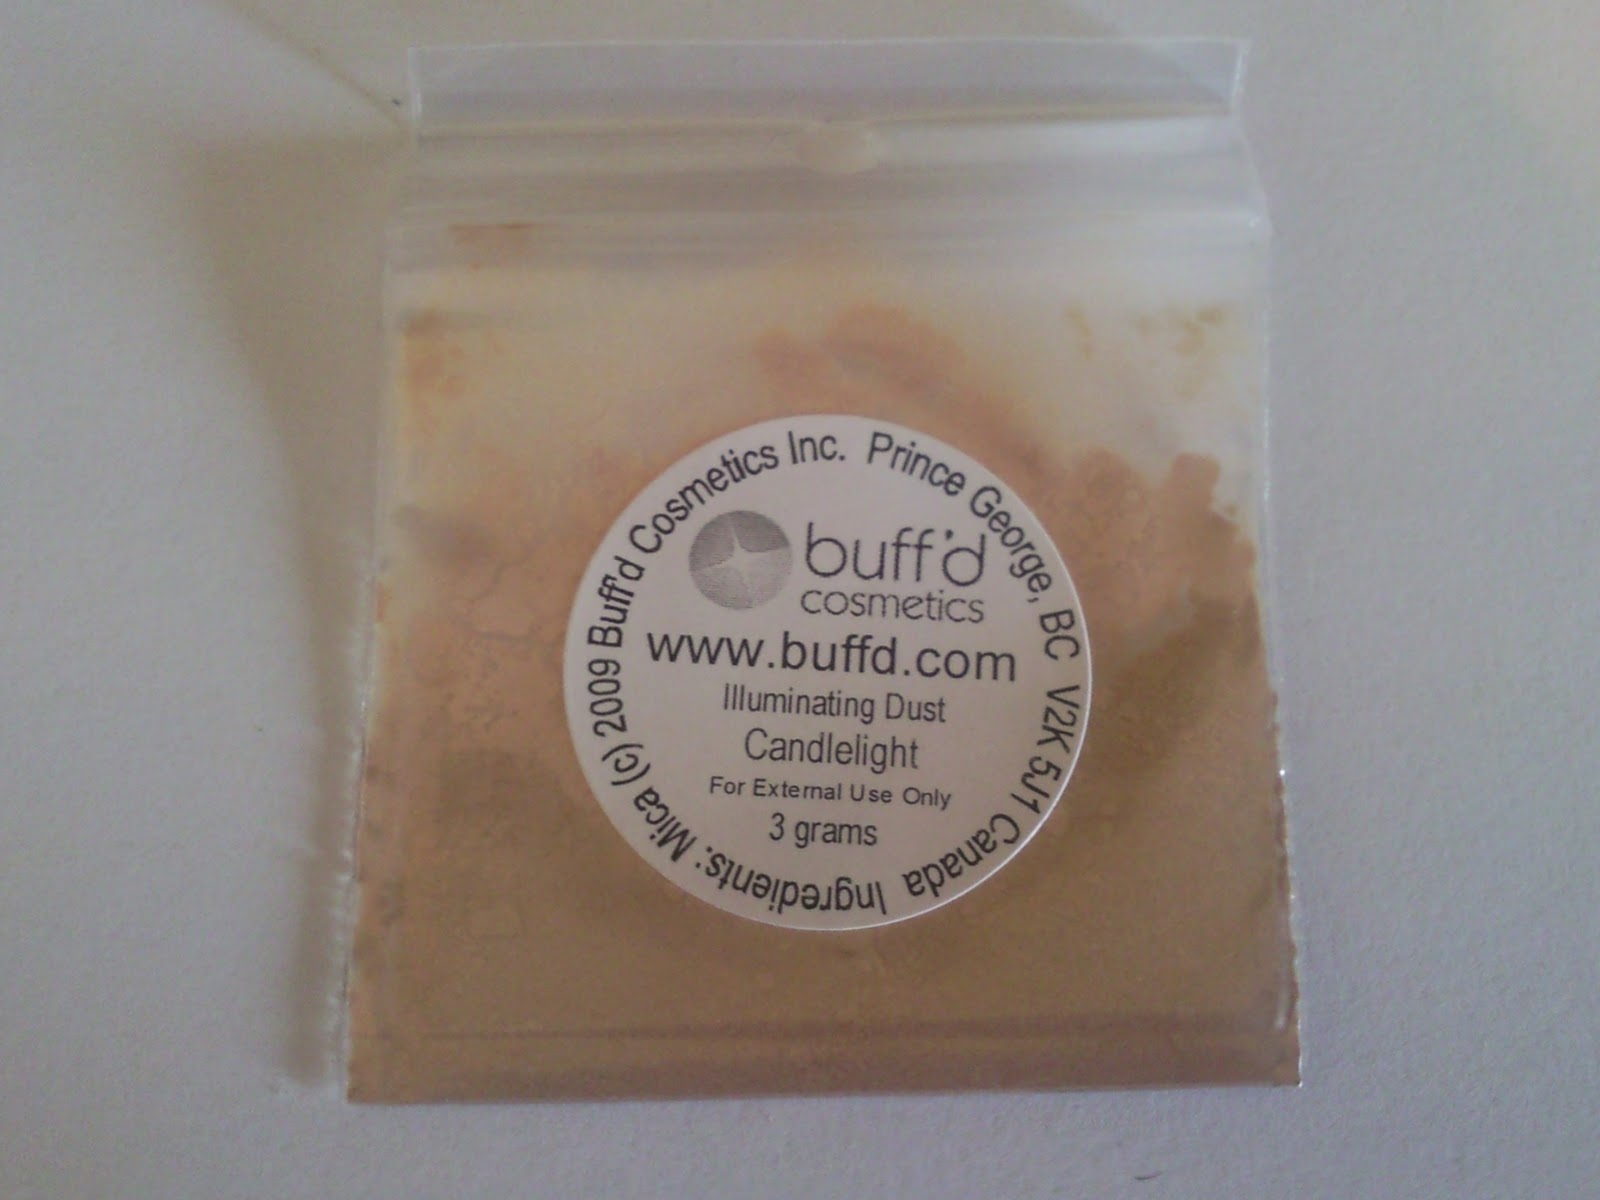 buff'd
cosmetics
www.buffd.com
Illuminating Dust
Candlelight
For External Use Only
3 grams
Ingredients: Mica (c) 2009 Buff'd Cosmetics Inc. Prince George, BC V2K 5J1 Canada